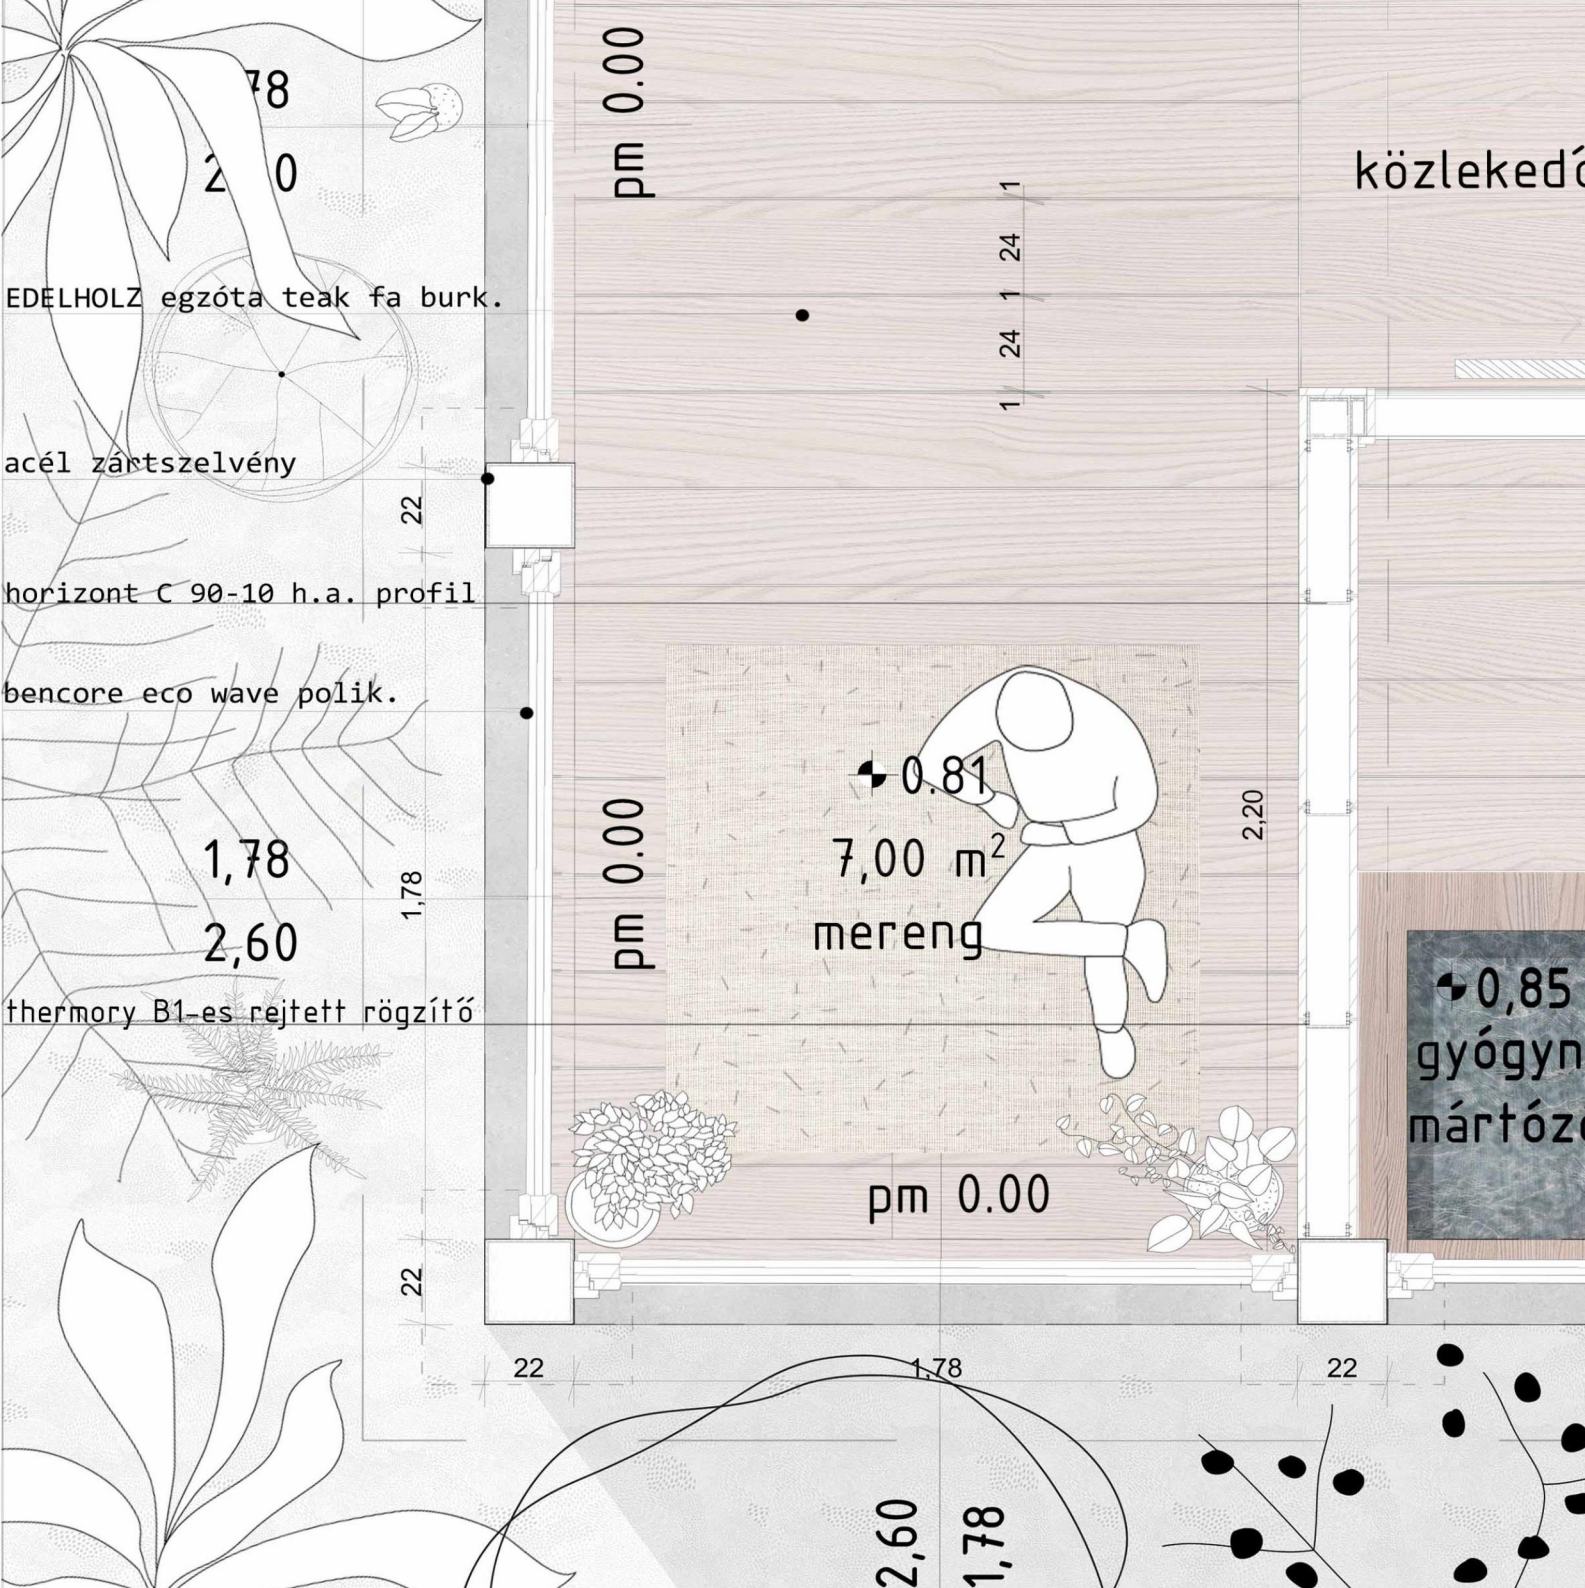 pm 0.00
78
EDELHOLZ egzóta teak fa burk.
acél zártszelvény
22
horizont C 90-10 h.a. profil
bencore eco wave polik.
1,78
2,60
1,78
thermory B1-es rejtett rögzítő
22
1
24
1
24
1
2,20
0.81
7,00 m²
mereng
pm 0.00
pm 0.00
0,85
22
1,78
22
2,60
1,78